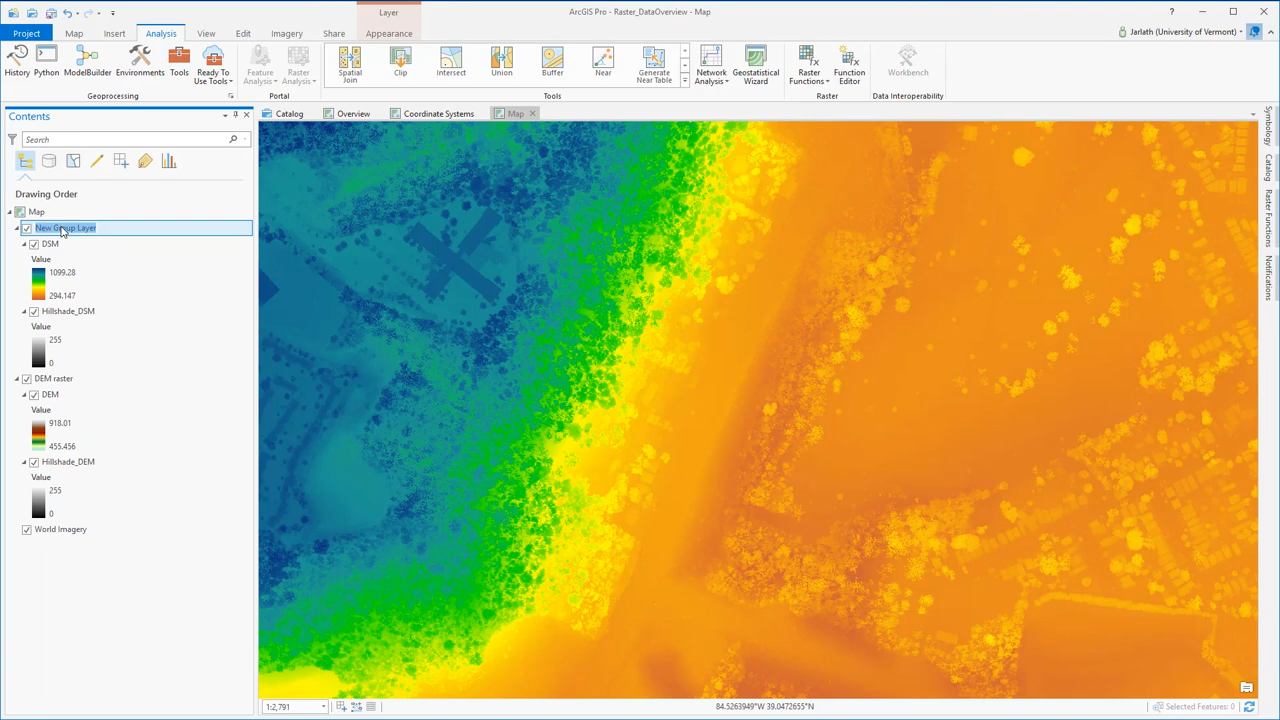 Layer
ArcGIS Pro - Raster_DataOverview - Map
?
Project
Map
Insert
Analysis
View
Edit
Imagery
Share
Appearance
Jarlath (University of Vermont)
History
Python
ModelBuilder
Environments
Tools
Ready To
Use Tools
Feature
Analysis
Raster
Analysis
Spatial
Join
Clip
Intersect
Union
Buffer
Near
Generate
Near Table
Network
Analysis
Geostatistical
Wizard
Raster
Functions
Function
Editor
Workbench
Geoprocessing
Portal
Tools
Raster
Data Interoperability
Contents
Catalog
Overview
Coordinate Systems
Map
Search
Drawing Order
Map
New Group Layer
DSM
Value
1099.28
294.147
Hillshade_DSM
Value
255
0
DEM raster
DEM
Value
918.01
455.456
Hillshade_DEM
Value
255
0
World Imagery
Symbology
Catalog
Raster Functions
Notifications
1:2,791
84.5263949°W 39.0472655°N
Selected Features: 0